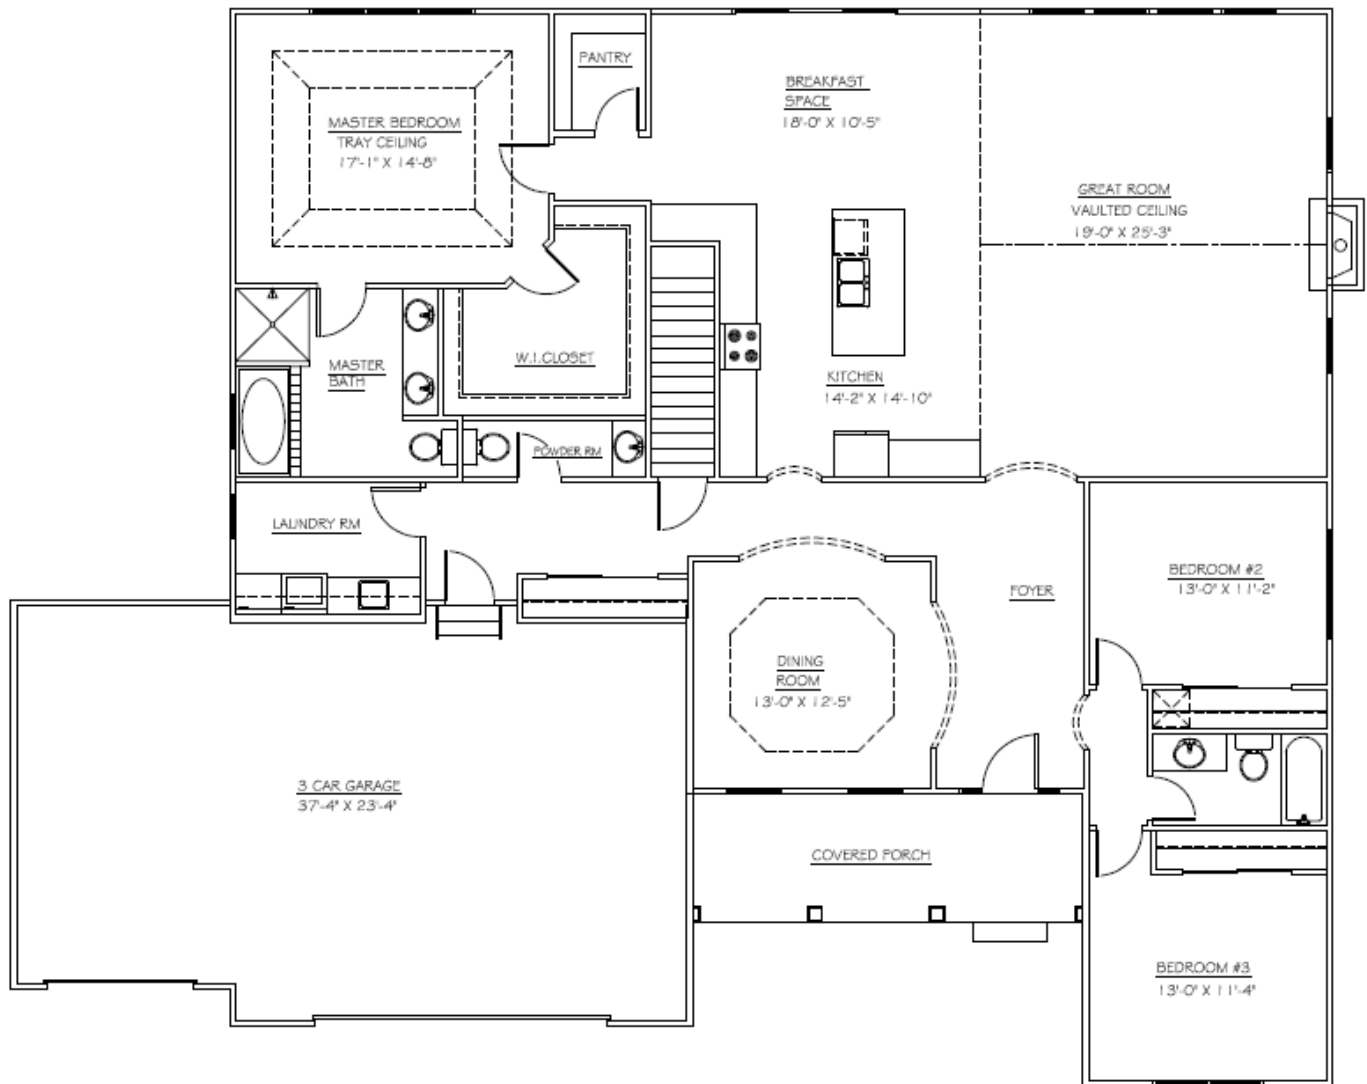 PANTRY
BREAKFAST
SPACE
18'-0" X 10'-5"
MASTER BEDROOM
TRAY CEILING
17'-1" X 14'-8"
GREAT ROOM
VAULTED CEILING
19'-0" X 25'-3"
W.I.CLOSET
MASTER
BATH
KITCHEN
14'-2" X 14'-10"
POWDER RM
LAUNDRY RM
BEDROOM #2
13'-0" X 11'-2"
FOYER
DINING
ROOM
13'-0" X 12'-5"
3 CAR GARAGE
37'-4" X 23'-4"
COVERED PORCH
BEDROOM #3
13'-0" X 11'-4"